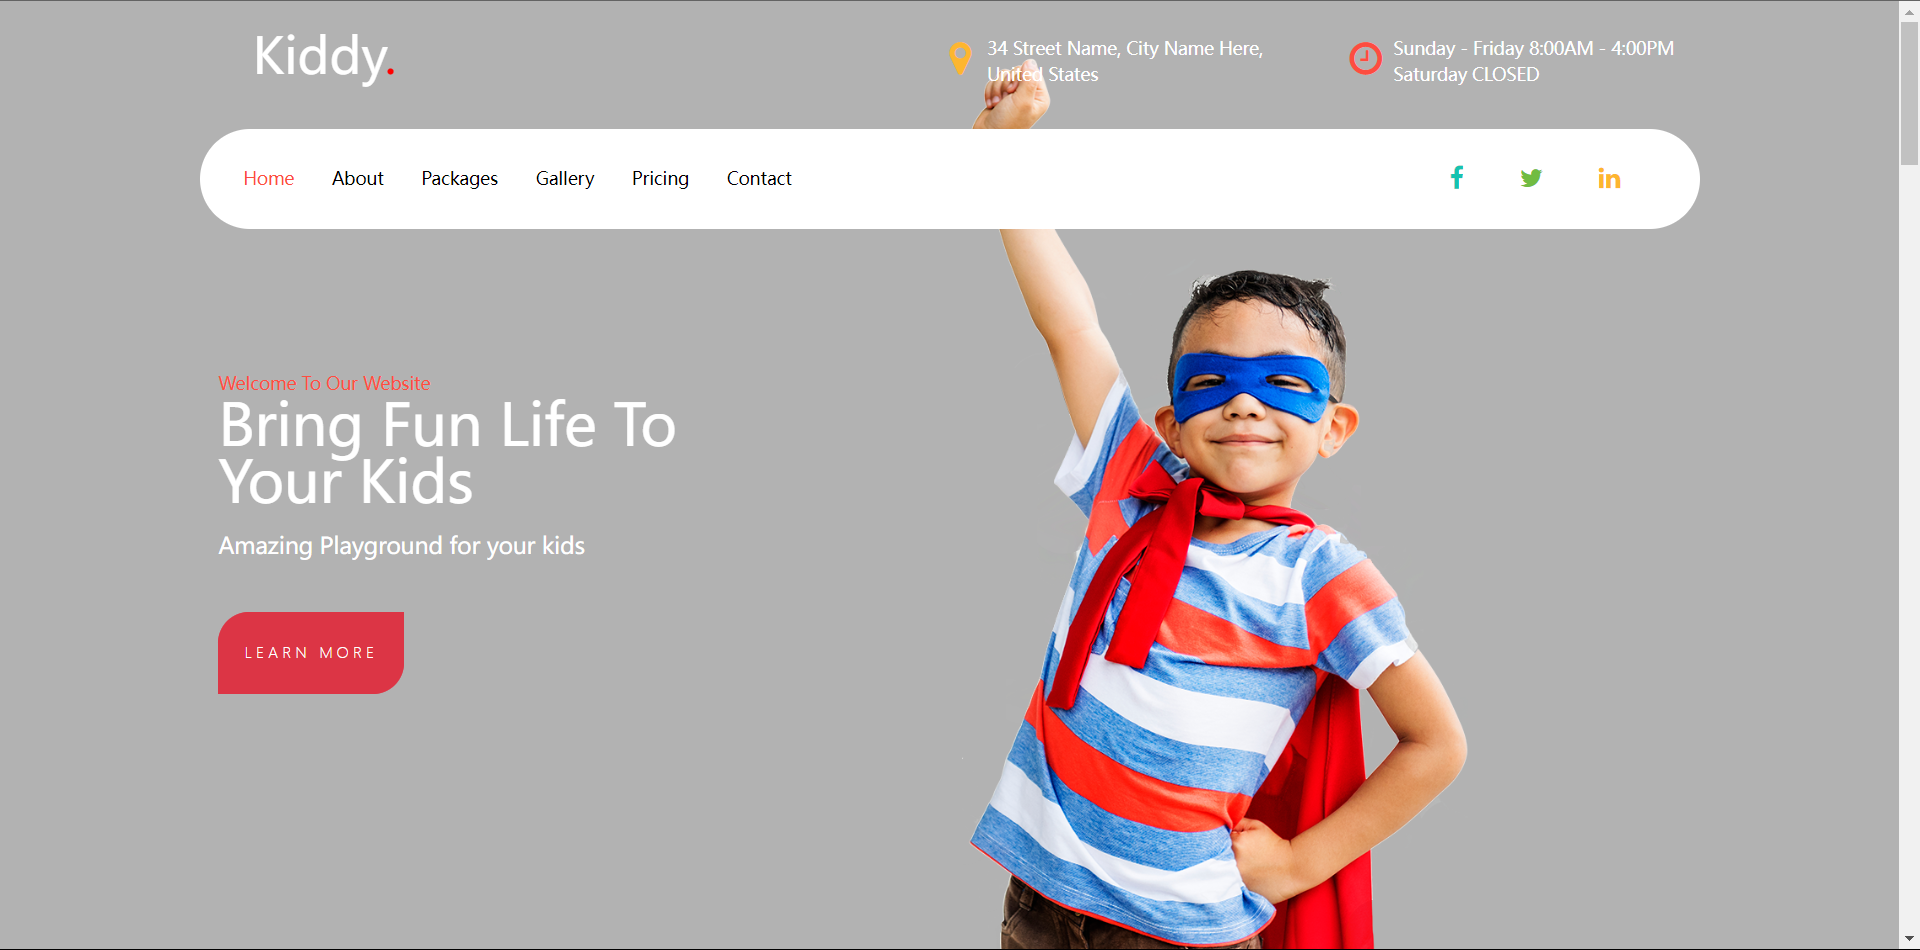 Kiddy.
34 Street Name, City Name Here,
United States
Sunday - Friday 8:00AM - 4:00PM
Saturday CLOSED
Home About Packages Gallery Pricing Contact
Welcome To Our Website
Bring Fun Life To
Your Kids
Amazing Playground for your kids
LEARN MORE